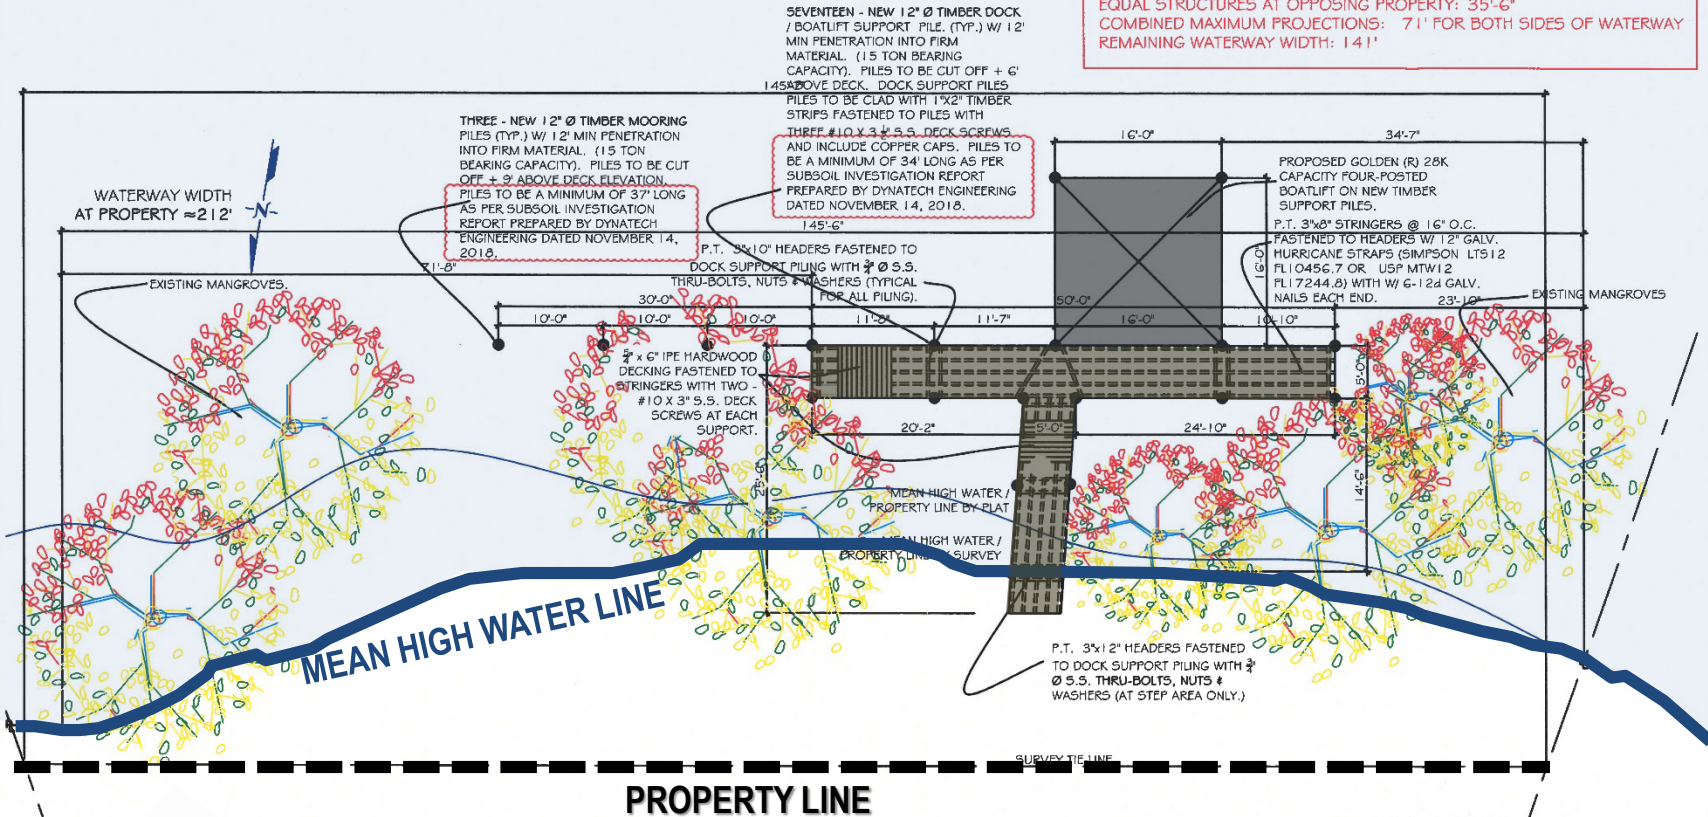 EQUAL STRUCTURES AT OPPOSING PROPERTY: 35'-6"
COMBINED MAXIMUM PROJECTIONS: 71' FOR BOTH SIDES OF WATERWAY
REMAINING WATERWAY WIDTH: 141'
SEVENTEEN - NEW 12" Ø TIMBER DOCK
/ BOATLIFT SUPPORT PILE. (TYP.) W/ 12'
MIN PENETRATION INTO FIRM
MATERIAL. (15 TON BEARING
CAPACITY). PILES TO BE CUT OFF + 6'
ABOVE DECK. DOCK SUPPORT PILES
PILES TO BE CLAD WITH 1"X2" TIMBER
STRIPS FASTENED TO PILES WITH
THREE #10 X 3 ½" S.S. DECK SCREWS
AND INCLUDE COPPER CAPS. PILES TO
BE A MINIMUM OF 34' LONG AS PER
SUBSOIL INVESTIGATION REPORT
PREPARED BY DYNATECH ENGINEERING
DATED NOVEMBER 14, 2018.
THREE - NEW 12" Ø TIMBER MOORING
PILES (TYP.) W/ 12' MIN PENETRATION
INTO FIRM MATERIAL. (15 TON
BEARING CAPACITY). PILES TO BE CUT
OFF + 9' ABOVE DECK ELEVATION.
PILES TO BE A MINIMUM OF 37' LONG
AS PER SUBSOIL INVESTIGATION
REPORT PREPARED BY DYNATECH
ENGINEERING DATED NOVEMBER 14,
2018.
WATERWAY WIDTH
AT PROPERTY ≈212'
-N-
16'-0"
34'-7"
PROPOSED GOLDEN (R) 28K
CAPACITY FOUR-POSTED
BOATLIFT ON NEW TIMBER
SUPPORT PILES.
P.T. 3"x8" STRINGERS @ 16" O.C.
FASTENED TO HEADERS W/ 12" GALV.
HURRICANE STRAPS (SIMPSON LTS12
FL10456.7 OR USP MTW12
FL17244.8) WITH W/ 6-12d GALV.
NAILS EACH END.
16'-0"
145'-6"
71'-8"
P.T. 3"x10" HEADERS FASTENED TO
DOCK SUPPORT PILING WITH ¾" Ø S.S.
THRU-BOLTS, NUTS & WASHERS (TYPICAL
FOR ALL PILING).
EXISTING MANGROVES.
EXISTING MANGROVES
23'-10"
30'-0"
50'-0"
10'-0"
10'-0"
10'-0"
11'-8"
11'-7"
16'-0"
10'-10"
x 6" IPE HARDWOOD
DECKING FASTENED TO
STRINGERS WITH TWO -
#10 X 3" S.S. DECK
SCREWS AT EACH
SUPPORT.
5'-0"
20'-2"
5'-0"
24'-10"
14'-6"
MEAN HIGH WATER /
PROPERTY LINE BY PLAT
MEAN HIGH WATER /
PROPERTY LINE BY SURVEY
MEAN HIGH WATER LINE
P.T. 3"x12" HEADERS FASTENED
TO DOCK SUPPORT PILING WITH ¾"
Ø S.S. THRU-BOLTS, NUTS &
WASHERS (AT STEP AREA ONLY.)
SURVEY TIE LINE
PROPERTY LINE